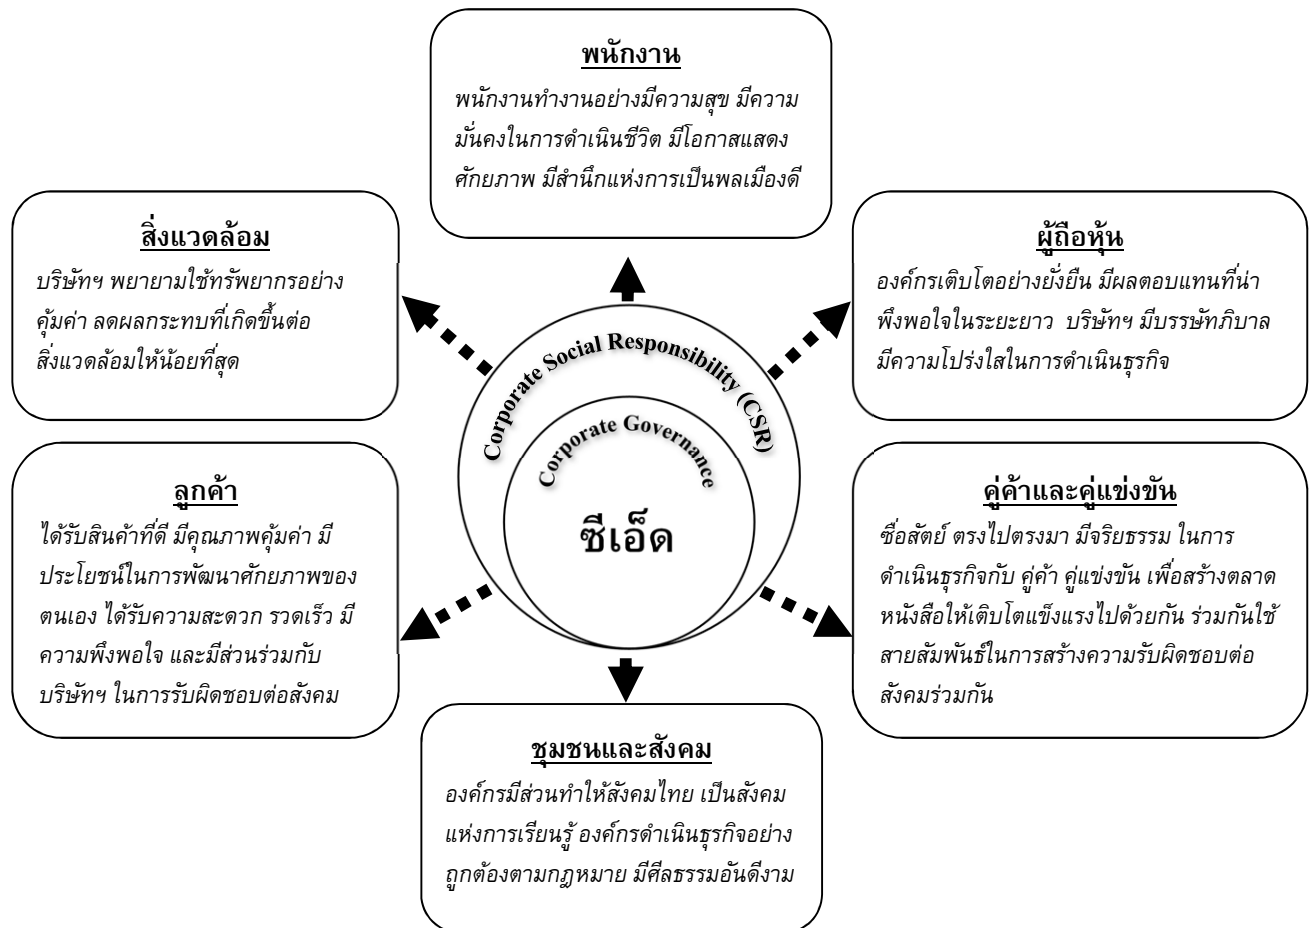 พนักงาน
พนักงานทำงานอย่างมีความสุข มีความ
มั่นคงในการดำเนินชีวิต มีโอกาสแสดง
ศักยภาพ มีสำนึกแห่งการเป็นพลเมืองดี
สิ่งแวดล้อม
บริษัทฯ พยายามใช้ทรัพยากรอย่าง
คุ้มค่า ลดผลกระทบที่เกิดขึ้นต่อ
สิ่งแวดล้อมให้น้อยที่สุด
ผู้ถือหุ้น
องค์กรเติบโตอย่างยั่งยืน มีผลตอบแทนที่น่า
พึงพอใจในระยะยาว บริษัทฯ มีบรรษัทภิบาล
มีความโปร่งใสในการดำเนินธุรกิจ
Corporate Social Responsibility (CSR)
Corporate Governance
ซีเอ็ด
ลูกค้า
ได้รับสินค้าที่ดี มีคุณภาพคุ้มค่า มี
ประโยชน์ในการพัฒนาศักยภาพของ
ตนเอง ได้รับความสะดวก รวดเร็ว มี
ความพึงพอใจ และมีส่วนร่วมกับ
บริษัทฯ ในการรับผิดชอบต่อสังคม
คู่ค้าและคู่แข่งขัน
ซื่อสัตย์ ตรงไปตรงมา มีจริยธรรม ในการ
ดำเนินธุรกิจกับ คู่ค้า คู่แข่งขัน เพื่อสร้างตลาด
หนังสือให้เติบโตแข็งแรงไปด้วยกัน ร่วมกันใช้
สายสัมพันธ์ในการสร้างความรับผิดชอบต่อ
สังคมร่วมกัน
ชุมชนและสังคม
องค์กรมีส่วนทำให้สังคมไทย เป็นสังคม
แห่งการเรียนรู้ องค์กรดำเนินธุรกิจอย่าง
ถูกต้องตามกฎหมาย มีศีลธรรมอันดีงาม